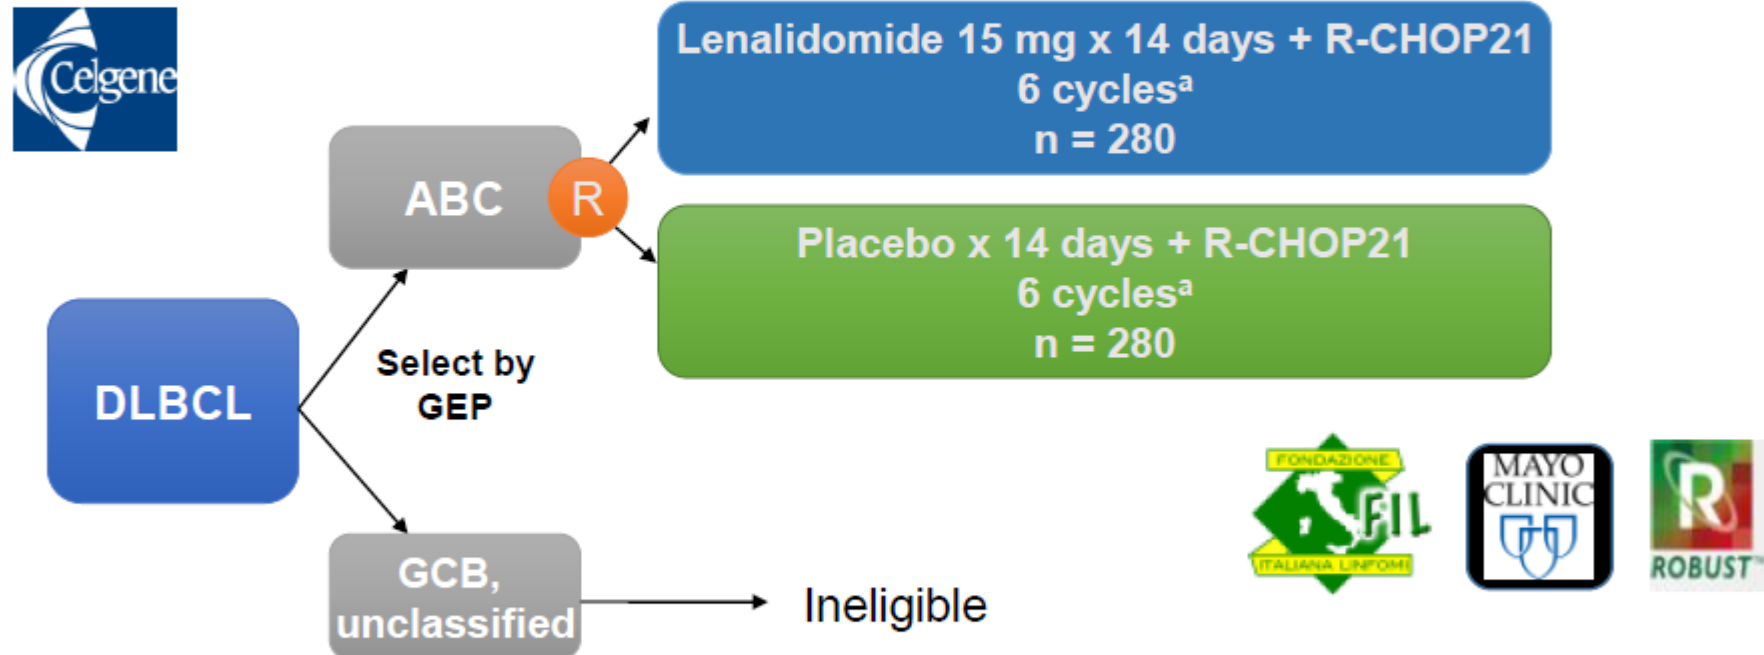 Celgene
Lenalidomide 15 mg x 14 days + R-CHOP21
6 cyclesᵃ
n = 280
ABC
R
Placebo x 14 days + R-CHOP21
6 cyclesᵃ
n = 280
Select by
GEP
DLBCL
GCB,
unclassified
Ineligible
FONDAZIONE
FIL
ITALIANA LINFOMI
MAYO
CLINIC
R
ROBUST™